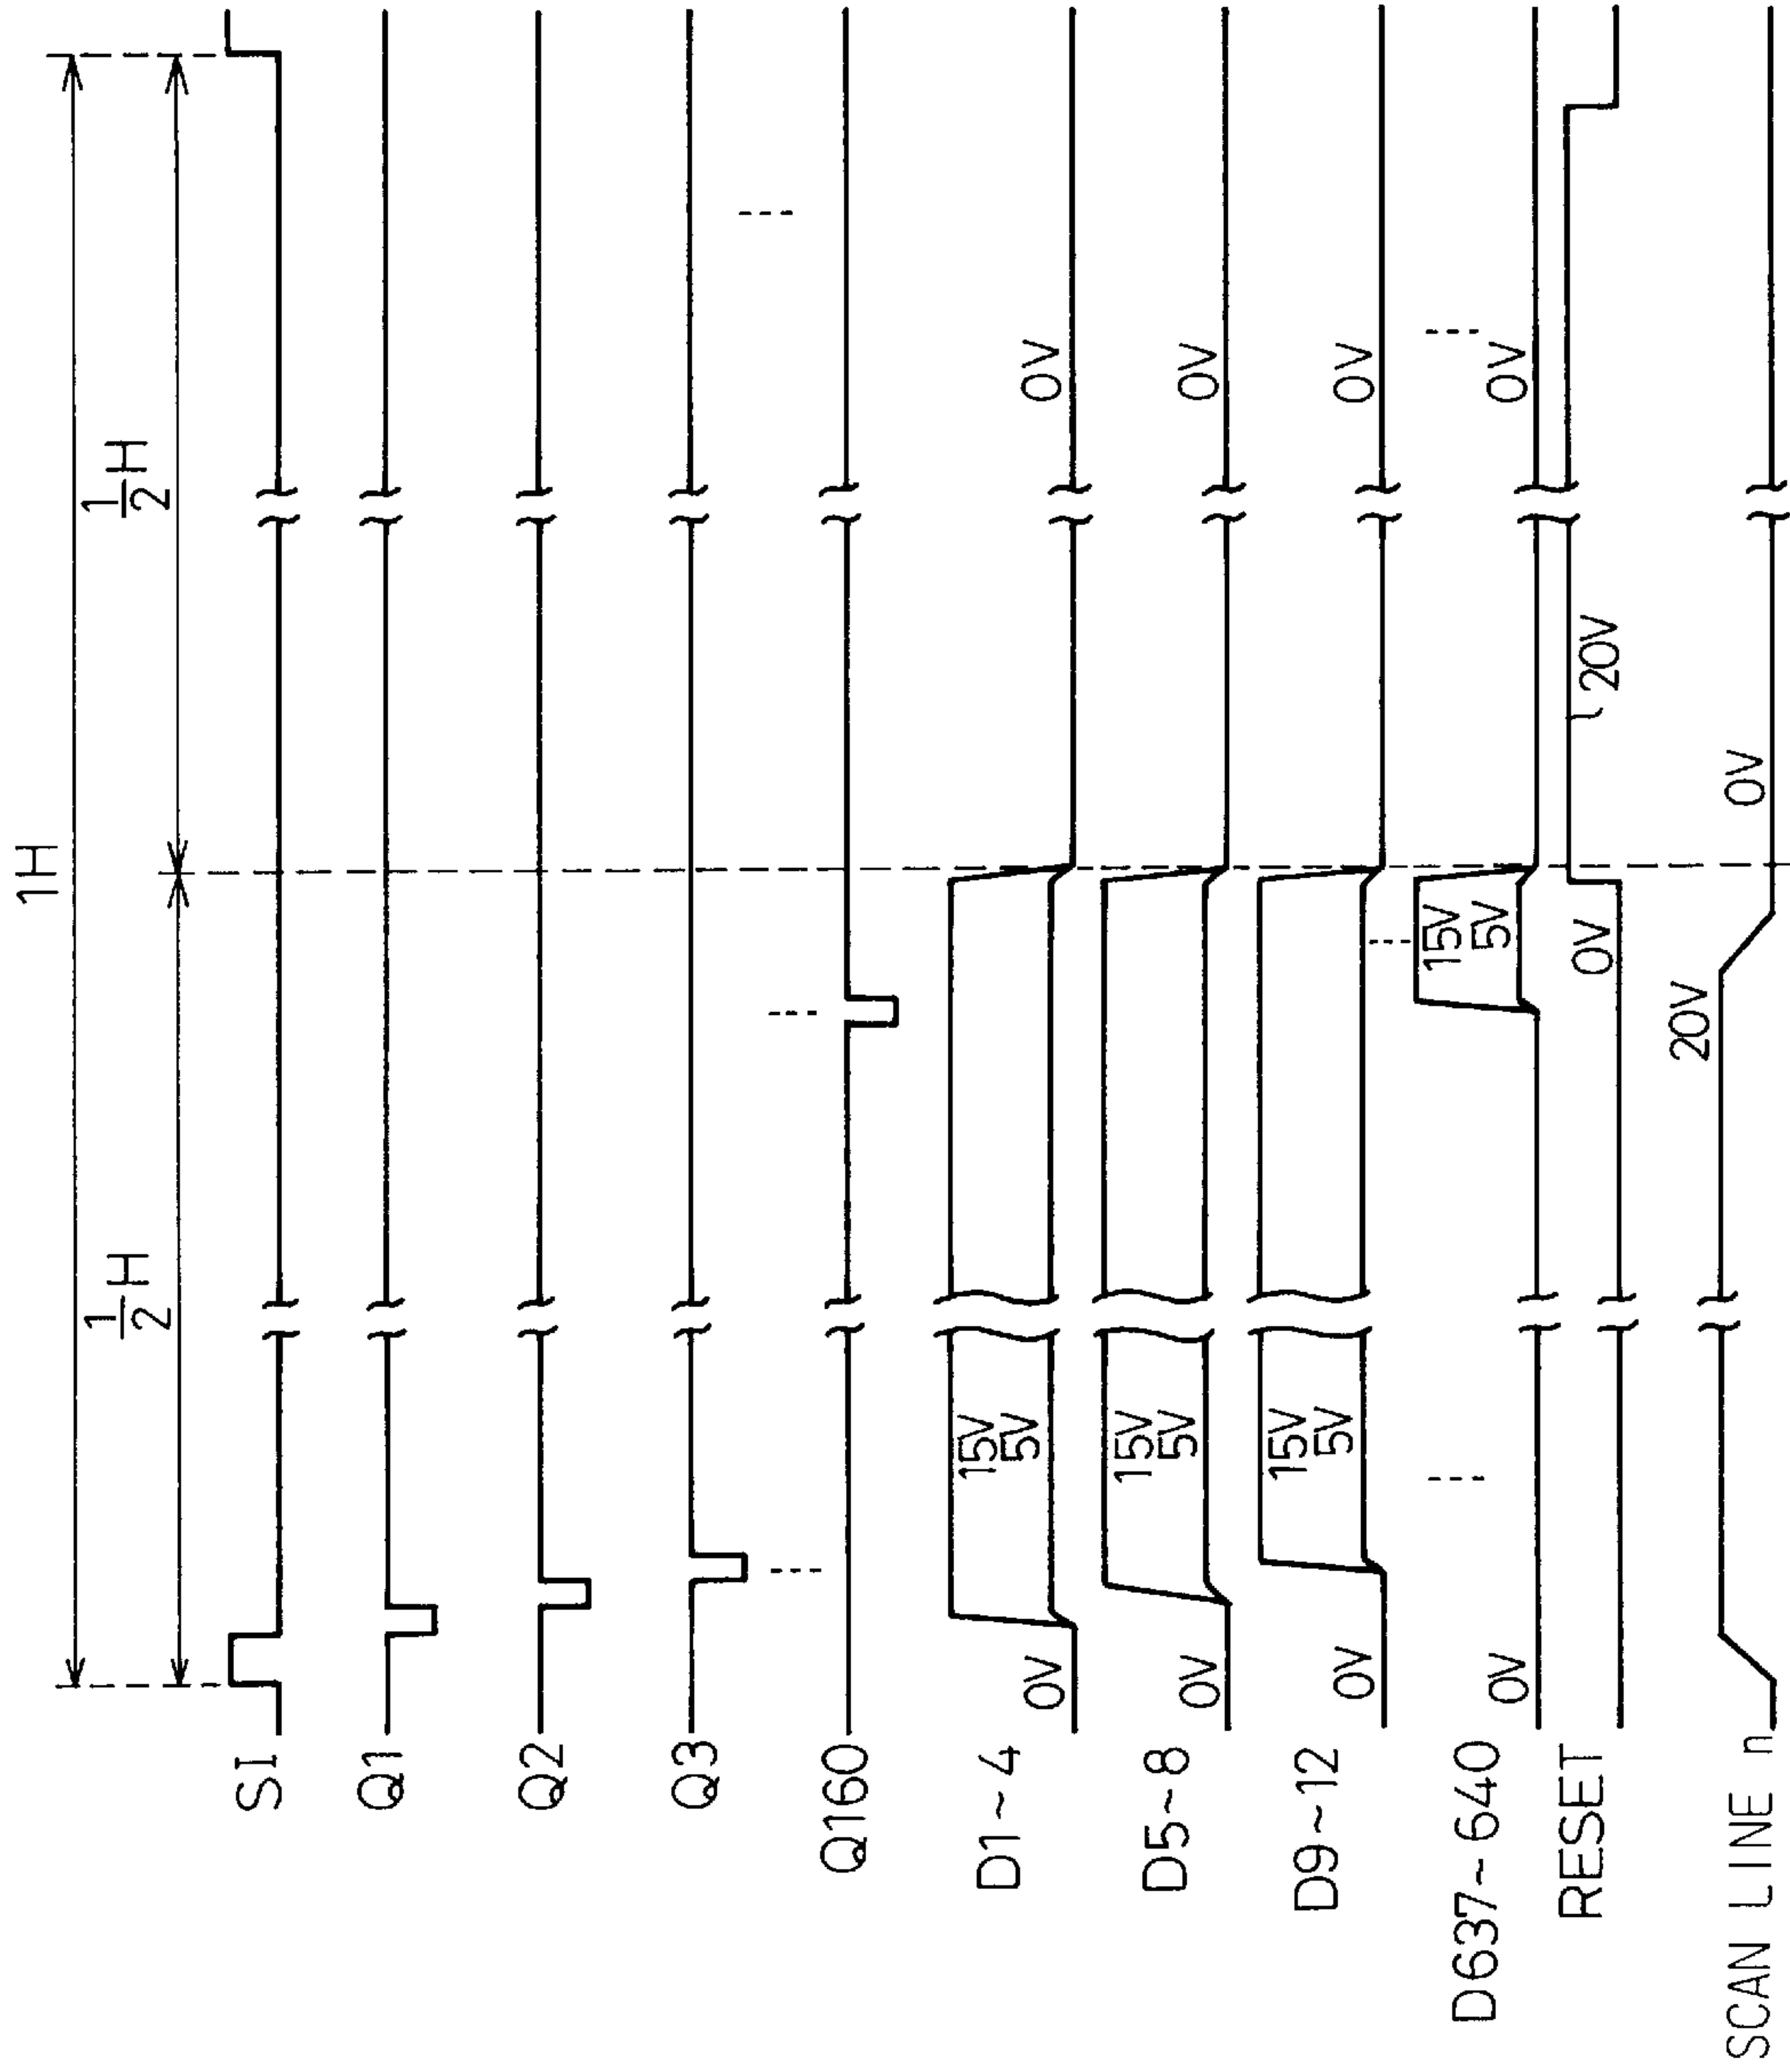 1H
1/2 H 1/2 H
SI
Q1
Q2
Q3
Q160
D1~4 0V 15V 5V 0V
D5~8 0V 15V 5V 0V
D9~12 0V 15V 5V 0V
D637~640 0V 15V 5V 0V
RESET 0V 20V
SCAN LINE n 20V 0V